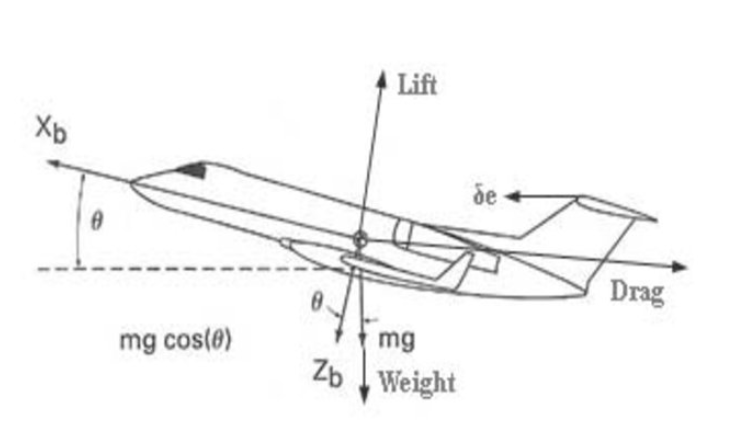 Lift
Xb
δe
θ
Drag
θ
mg cos(θ)
mg
Zb
Weight